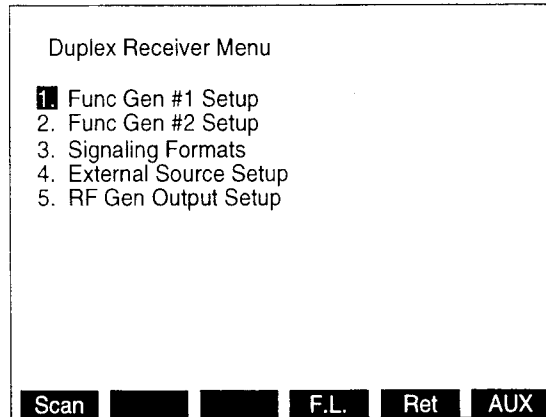 Duplex Receiver Menu
1. Func Gen #1 Setup
2. Func Gen #2 Setup
3. Signaling Formats
4. External Source Setup
5. RF Gen Output Setup
Scan F.L. Ret AUX